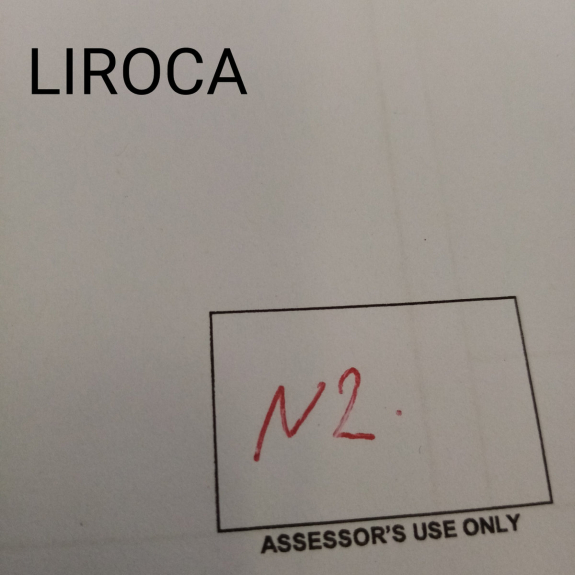 LIROCA
N2.
ASSESSOR'S USE ONLY